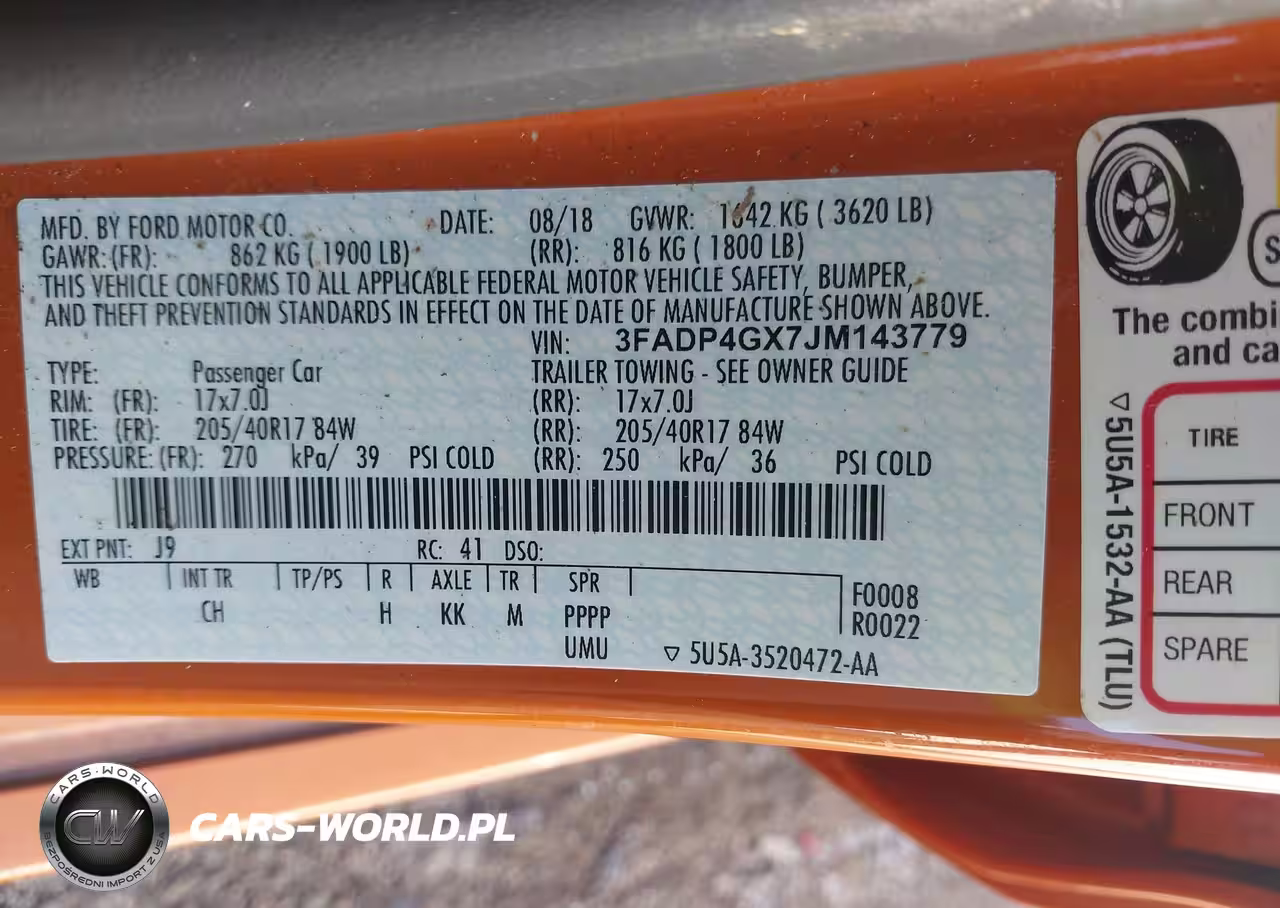 MFD. BY FORD MOTOR CO. DATE: 08/18 GVWR: 1642 KG ( 3620 LB)
GAWR: (FR): 862 KG ( 1900 LB) (RR): 816 KG ( 1800 LB)
THIS VEHICLE CONFORMS TO ALL APPLICABLE FEDERAL MOTOR VEHICLE SAFETY, BUMPER,
AND THEFT PREVENTION STANDARDS IN EFFECT ON THE DATE OF MANUFACTURE SHOWN ABOVE.
VIN: 3FADP4GX7JM143779
TYPE: Passenger Car TRAILER TOWING - SEE OWNER GUIDE
RIM: (FR): 17x7.0J (RR): 17x7.0J
TIRE: (FR): 205/40R17 84W (RR): 205/40R17 84W
PRESSURE: (FR): 270 kPa/ 39 PSI COLD (RR): 250 kPa/ 36 PSI COLD
EXT PNT: J9 RC: 41 DSO:
WB INT TR TP/PS R AXLE TR SPR F0008
CH H KK M PPPP R0022
UMU ▽ 5U5A-3520472-AA
S
The combi
and ca
▽ 5U5A-1532-AA (TLU)
TIRE
FRONT
REAR
SPARE
CARS-WORLD
CW
BEZPOŚREDNI IMPORT Z USA
CARS-WORLD.PL